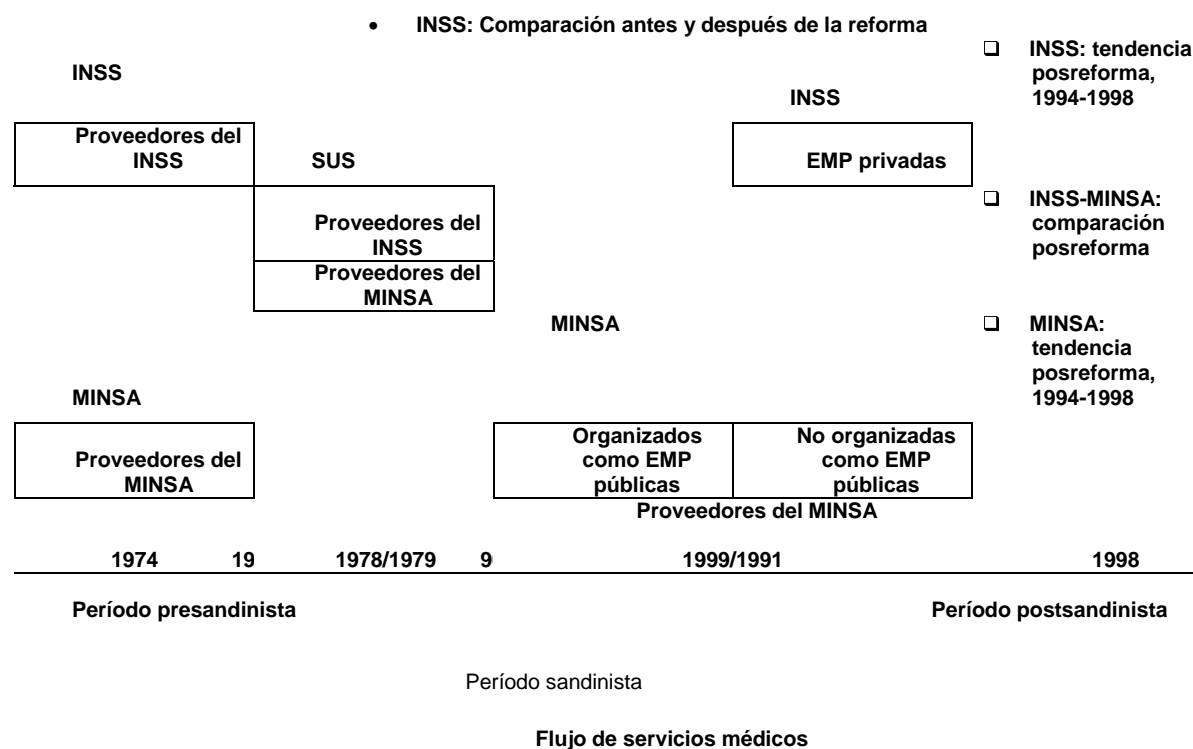 • INSS: Comparación antes y después de la reforma
INSS
Proveedores del
INSS
SUS
Proveedores del
INSS
Proveedores del
MINSA
MINSA
Proveedores del
MINSA
INSS
EMP privadas
MINSA
Organizados
como EMP
públicas
No organizadas
como EMP
públicas
Proveedores del MINSA
❑ INSS: tendencia
posreforma,
1994-1998
❑ INSS-MINSA:
comparación
posreforma
❑ MINSA:
tendencia
posreforma,
1994-1998
1974 19 1978/1979 9 1999/1991 1998
Período presandinista Período postsandinista
Período sandinista
Flujo de servicios médicos